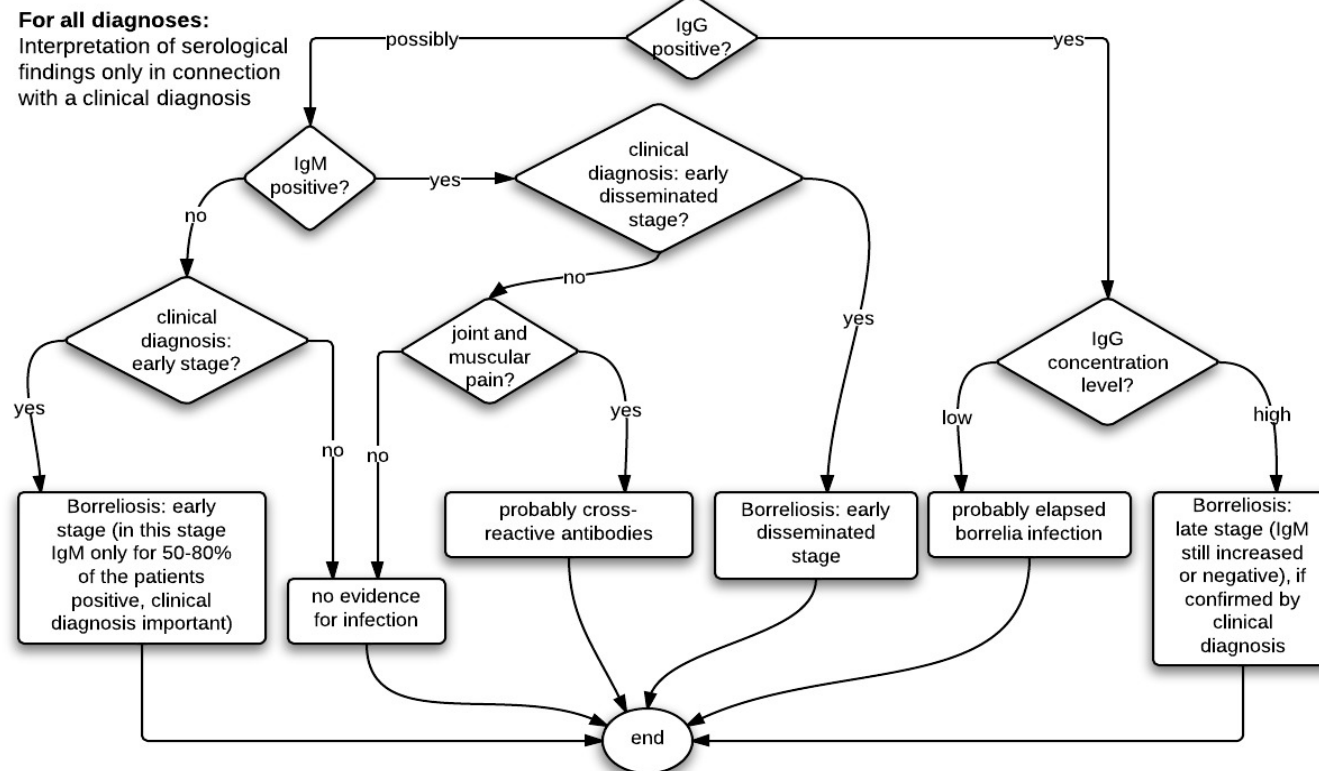 For all diagnoses:
Interpretation of serological
findings only in connection
with a clinical diagnosis
IgG
positive?
possibly
yes
IgM
positive?
yes
no
clinical
diagnosis: early
disseminated
stage?
no
yes
clinical
diagnosis:
early stage?
yes
no
joint and
muscular
pain?
no
yes
IgG
concentration
level?
low
high
Borreliosis: early
stage (in this stage
IgM only for 50-80%
of the patients
positive, clinical
diagnosis important)
no evidence
for infection
probably cross-
reactive antibodies
Borreliosis: early
disseminated
stage
probably elapsed
borrelia infection
Borreliosis:
late stage (IgM
still increased
or negative), if
confirmed by
clinical
diagnosis
end